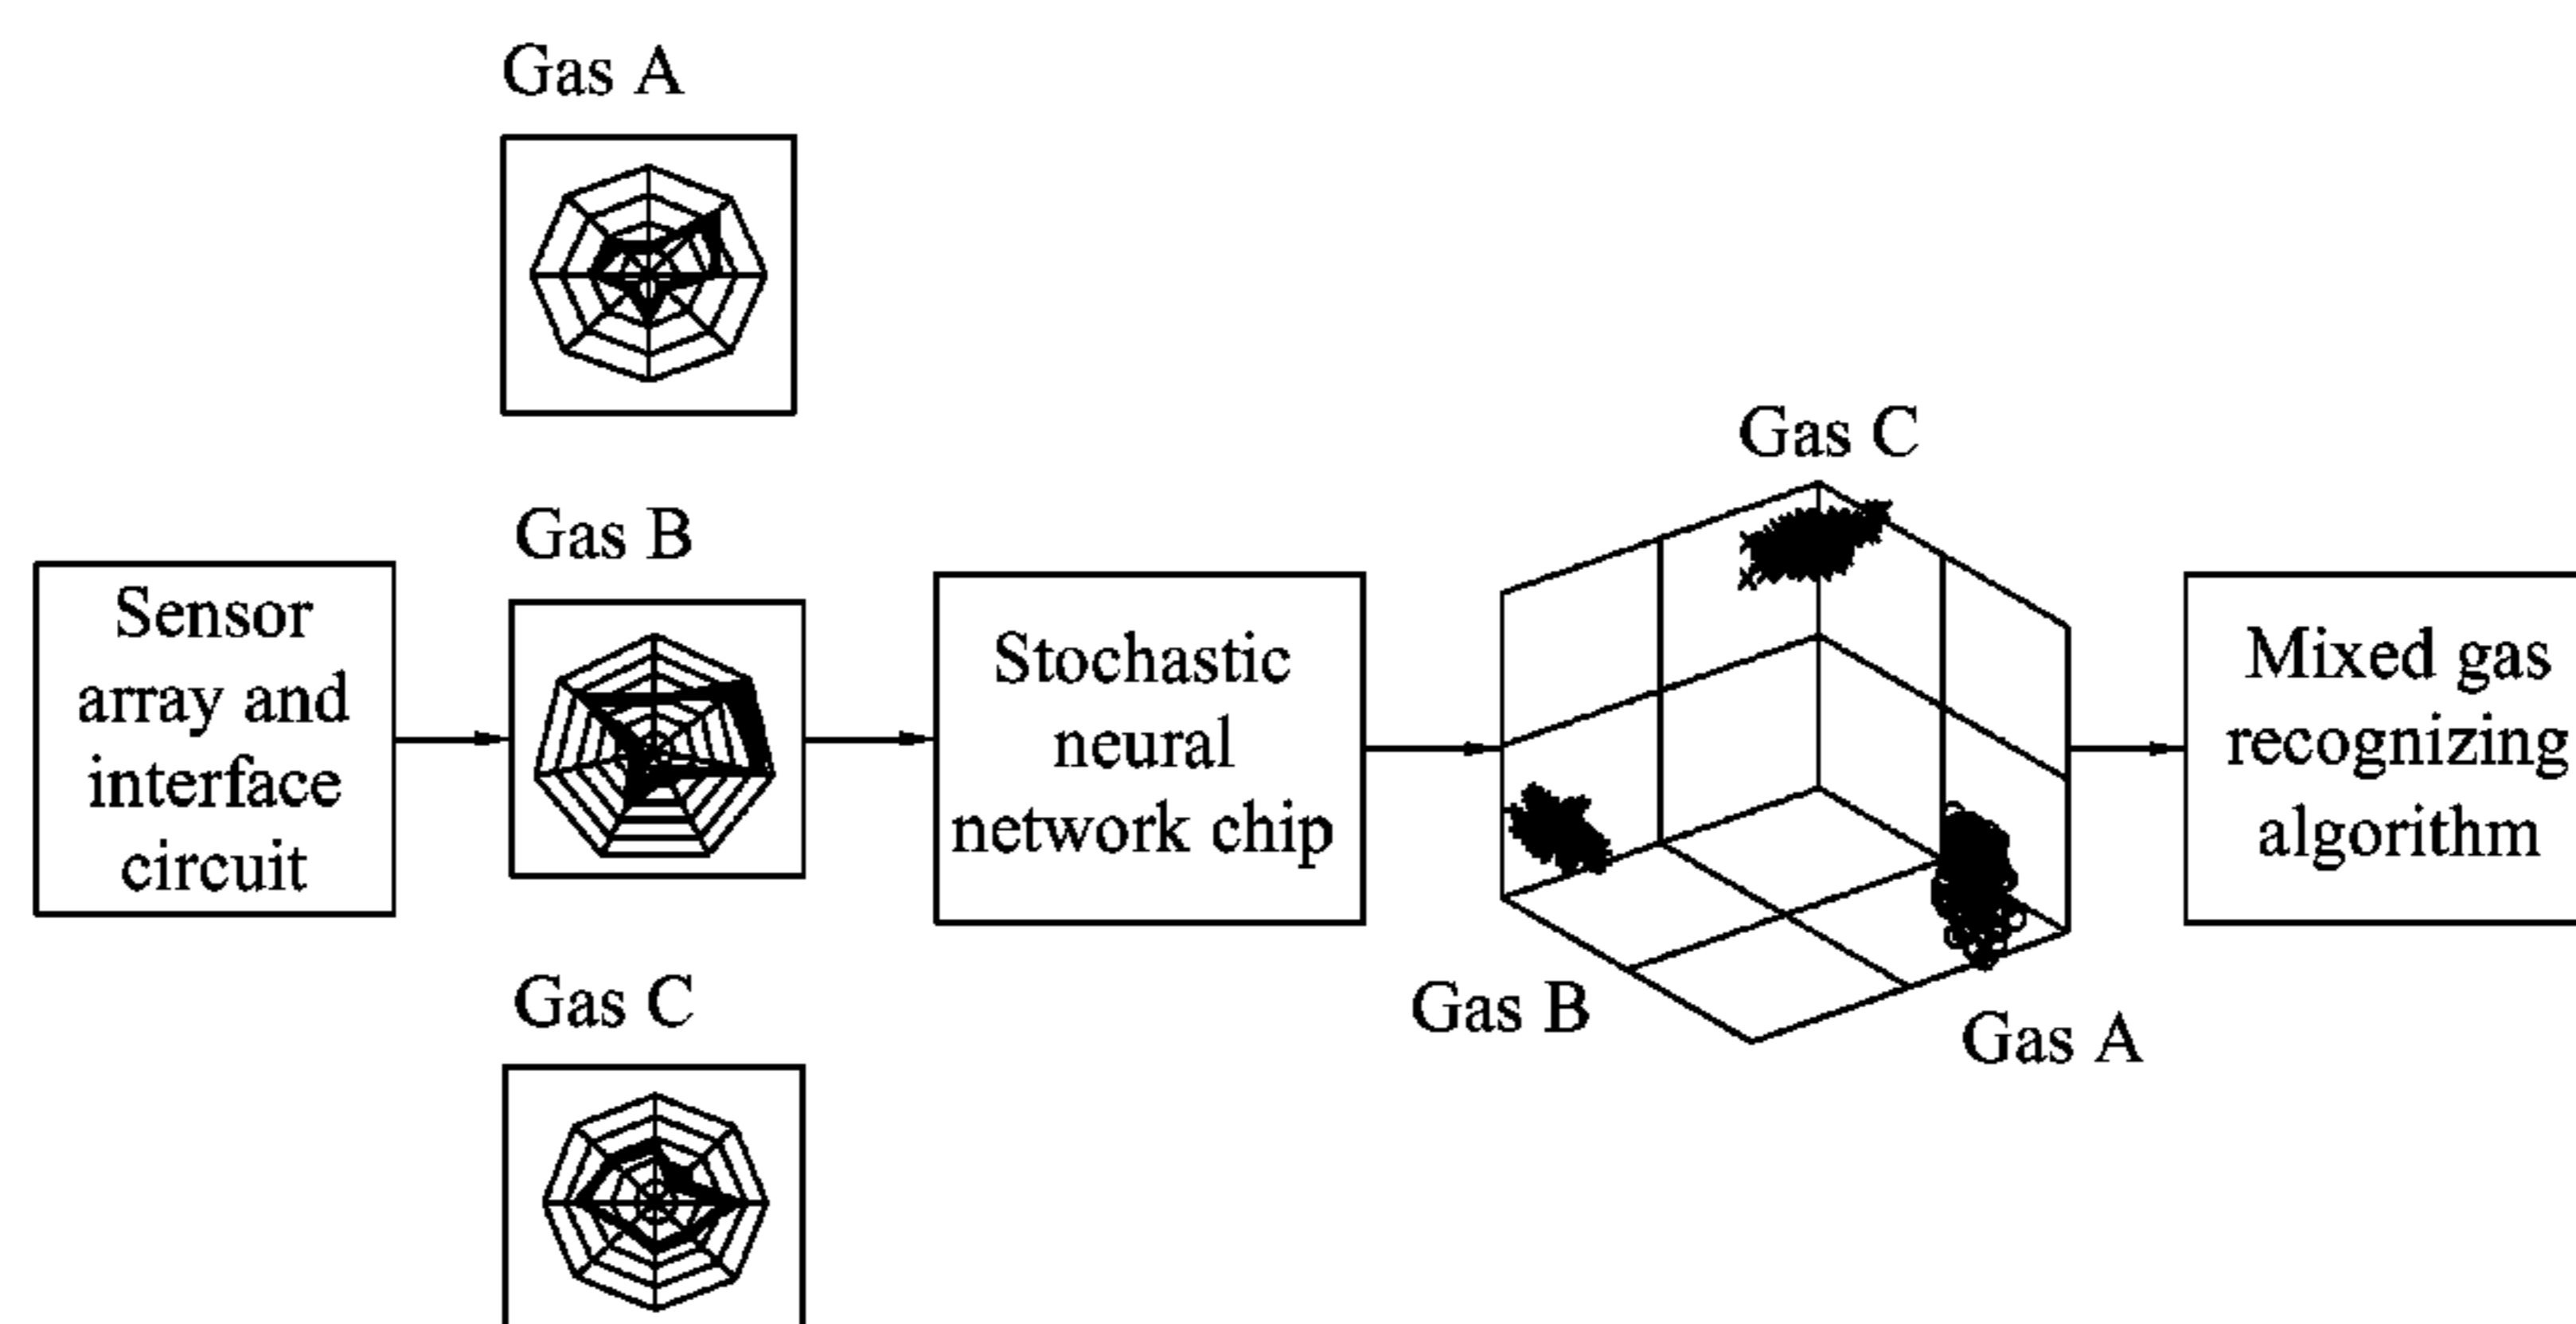 Gas A
Gas B
Gas C
Sensor
array and
interface
circuit
Stochastic
neural
network chip
Gas C
Gas B
Gas A
Mixed gas
recognizing
algorithm